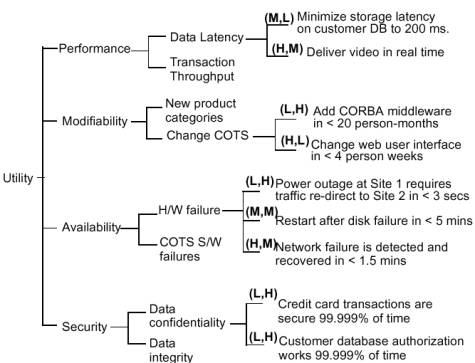 Utility
Performance
Data Latency
(M,L) Minimize storage latency
on customer DB to 200 ms.
(H,M) Deliver video in real time
Transaction
Throughput
Modifiability
New product
categories
Change COTS
(L,H) Add CORBA middleware
in < 20 person-months
(H,L) Change web user interface
in < 4 person weeks
Availability
H/W failure
(L,H) Power outage at Site 1 requires
traffic re-direct to Site 2 in < 3 secs
(M,M) Restart after disk failure in < 5 mins
(H,M) Network failure is detected and
recovered in < 1.5 mins
COTS S/W
failures
Security
Data
confidentiality
(L,H) Credit card transactions are
secure 99.999% of time
(L,H) Customer database authorization
works 99.999% of time
Data
integrity